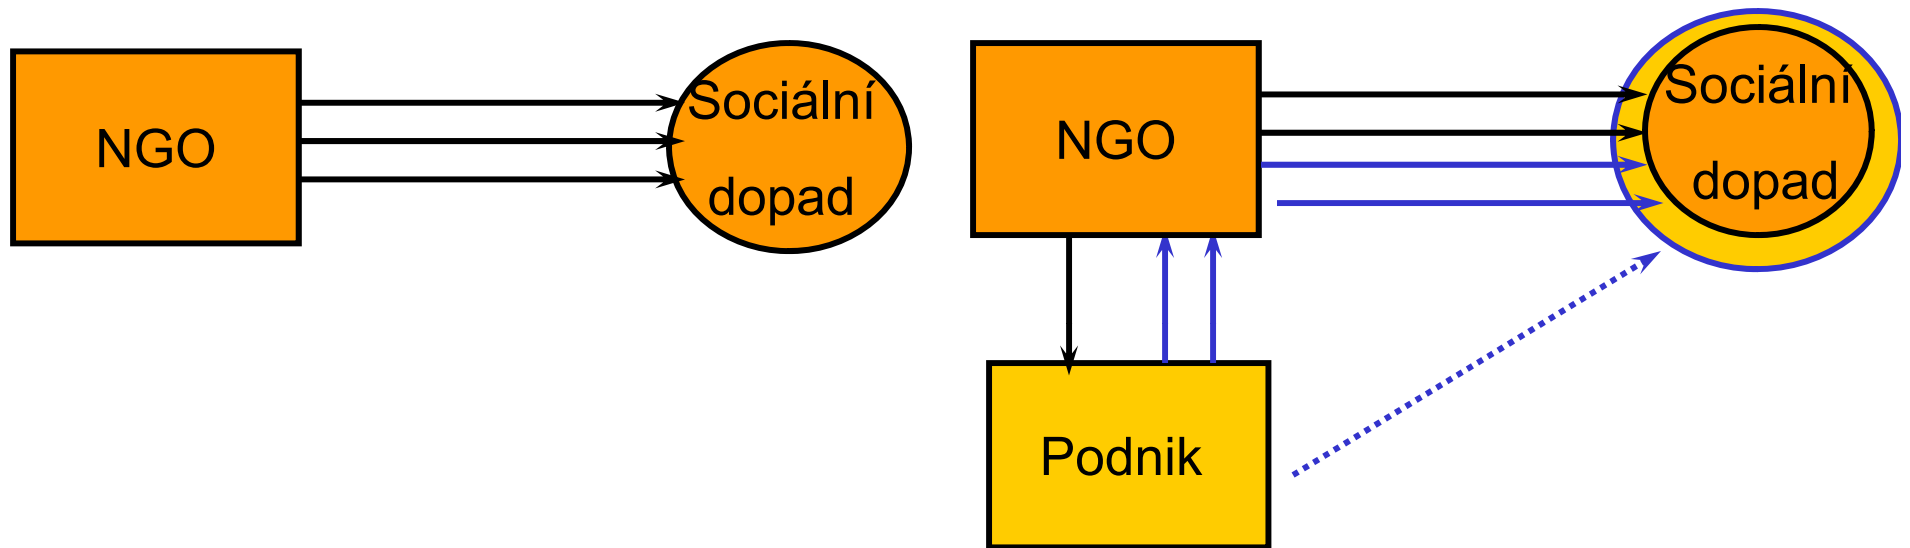 NGO
Sociální
dopad
NGO
Sociální
dopad
Podnik